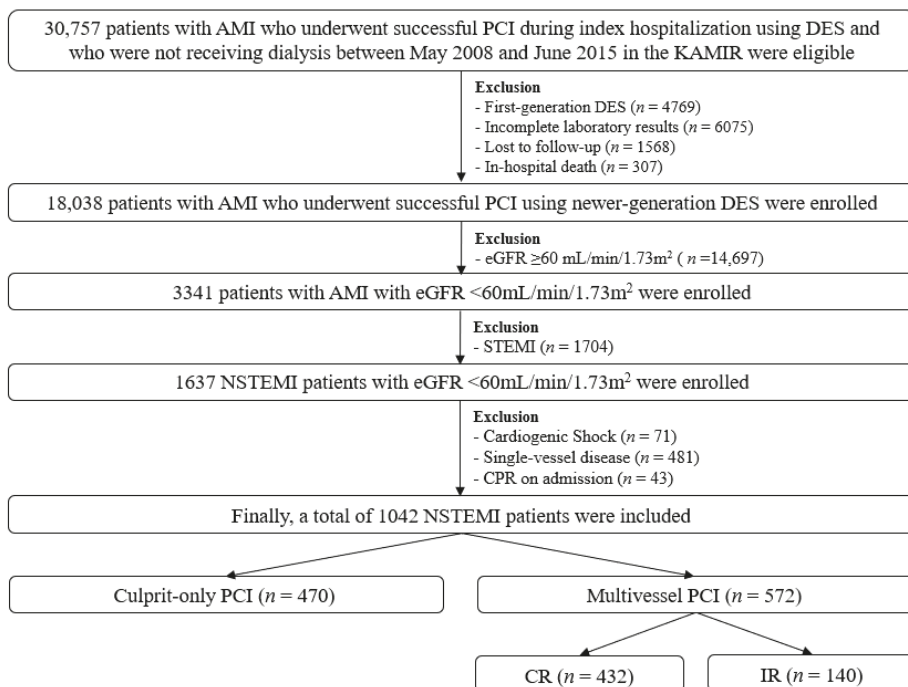 30,757 patients with AMI who underwent successful PCI during index hospitalization using DES and
who were not receiving dialysis between May 2008 and June 2015 in the KAMIR were eligible
Exclusion
- First-generation DES (n = 4769)
- Incomplete laboratory results (n = 6075)
- Lost to follow-up (n = 1568)
- In-hospital death (n = 307)
18,038 patients with AMI who underwent successful PCI using newer-generation DES were enrolled
Exclusion
- eGFR ≥60 mL/min/1.73m² ( n =14,697)
3341 patients with AMI with eGFR <60mL/min/1.73m² were enrolled
Exclusion
- STEMI (n = 1704)
1637 NSTEMI patients with eGFR <60mL/min/1.73m² were enrolled
Exclusion
- Cardiogenic Shock (n = 71)
- Single-vessel disease (n = 481)
- CPR on admission (n = 43)
Finally, a total of 1042 NSTEMI patients were included
Culprit-only PCI (n = 470)
Multivessel PCI (n = 572)
CR (n = 432)
IR (n = 140)